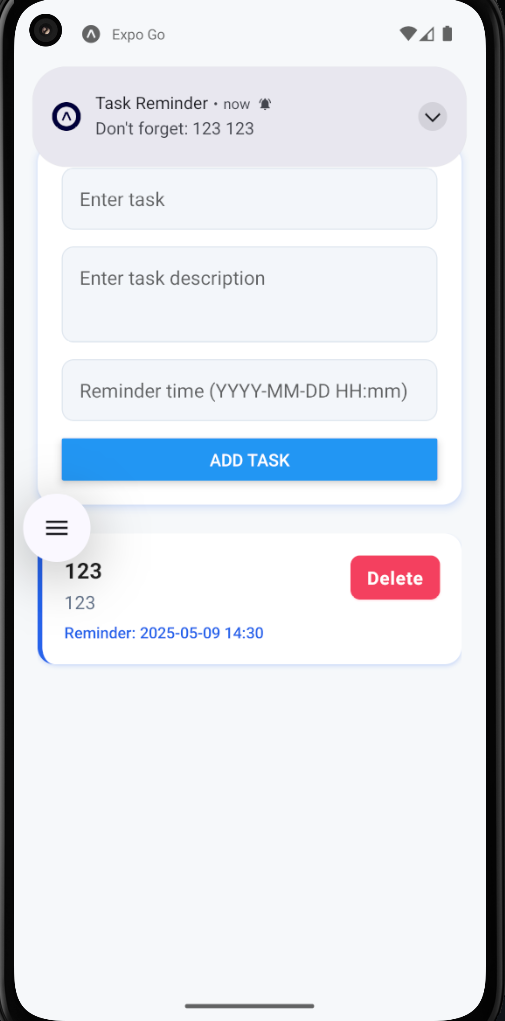 Expo Go
Task Reminder • now
Don't forget: 123 123
Enter task
Enter task description
Reminder time (YYYY-MM-DD HH:mm)
ADD TASK
123
Delete
123
Reminder: 2025-05-09 14:30